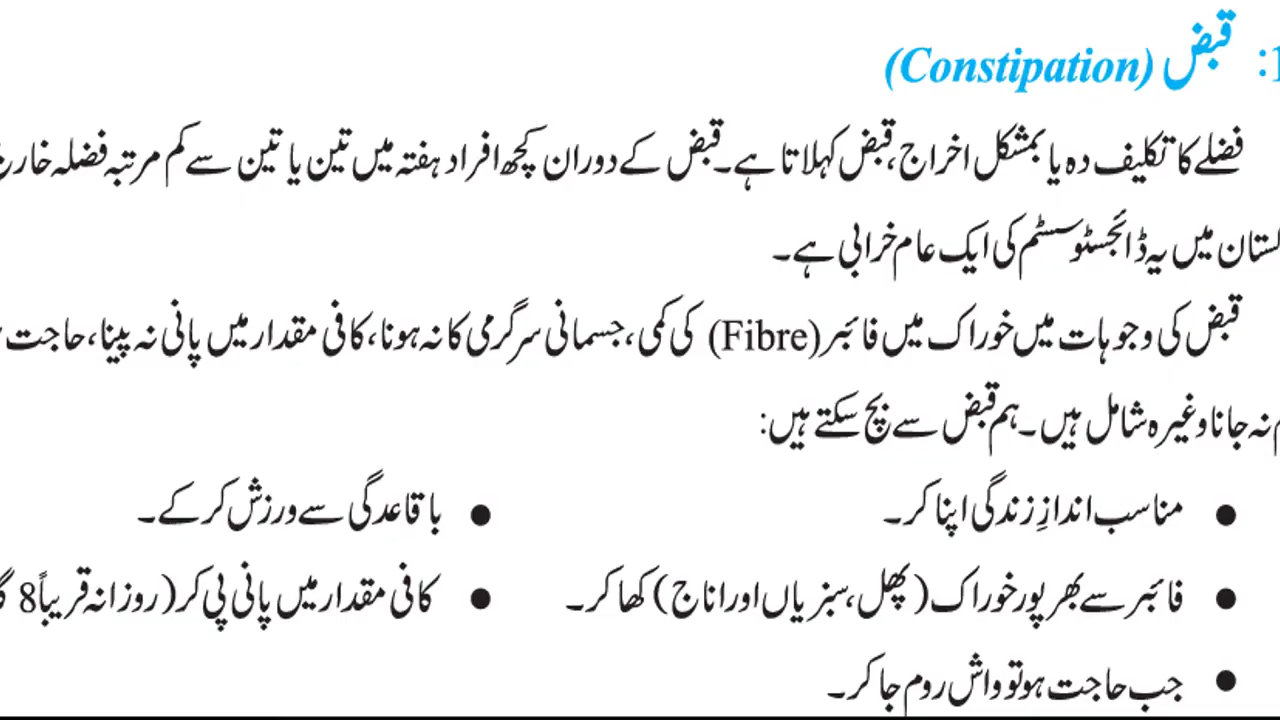 1: قبض (Constipation)
فضلے کا تکلیف دہ یا بمشکل اخراج، قبض کہلاتا ہے۔ قبض کے دوران کچھ افراد ہفتہ میں تین یا تین سے کم مرتبہ فضلہ خارج
میں یہ ڈائجسٹو سسٹم کی ایک عام خرابی ہے۔
قبض کی وجوہات میں خوراک میں فائبر (Fibre) کی کمی، جسمانی سرگرمی کا نہ ہونا، کافی مقدار میں پانی نہ پینا، حاجت
نہ جانا وغیرہ شامل ہیں۔ ہم قبض سے بچ سکتے ہیں:
● مناسب اندازِ زندگی اپنا کر۔ ● باقاعدگی سے ورزش کر کے۔
● فائبر سے بھرپور خوراک (پھل، سبزیاں اور اناج) کھا کر۔ ● کافی مقدار میں پانی پی کر (روزانہ قریباً 8
● جب حاجت ہو تو واش روم جا کر۔